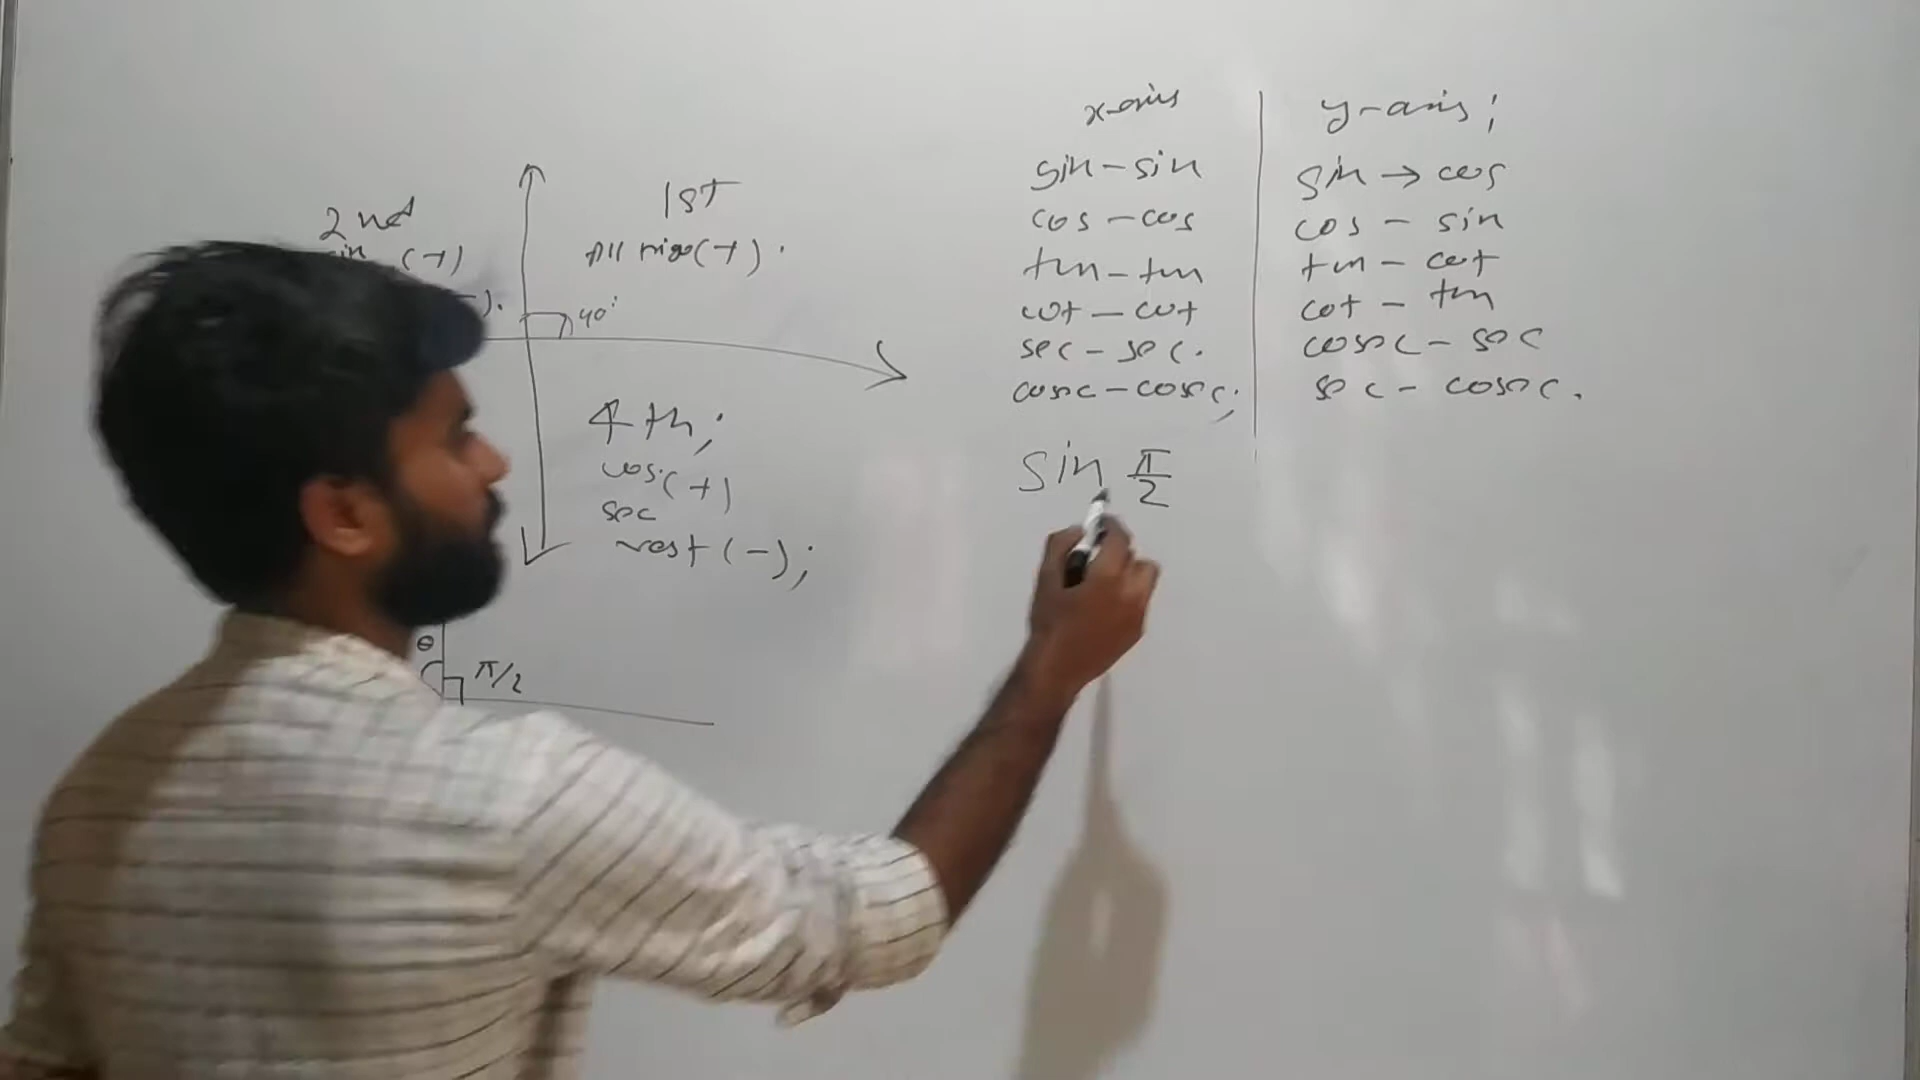 2nd
(+)
).
1st
All trigo(+).
90°
4th;
cos(+)
sec
rest (-);
θ
π/2
x-axis
sin - sin
cos - cos
tan - tan
cot - cot
sec - sec.
cosec - cosec;
y-axis;
sin → cos
cos - sin
tan - cot
cot - tan
cosec - sec
sec - cosec.
sin π/2